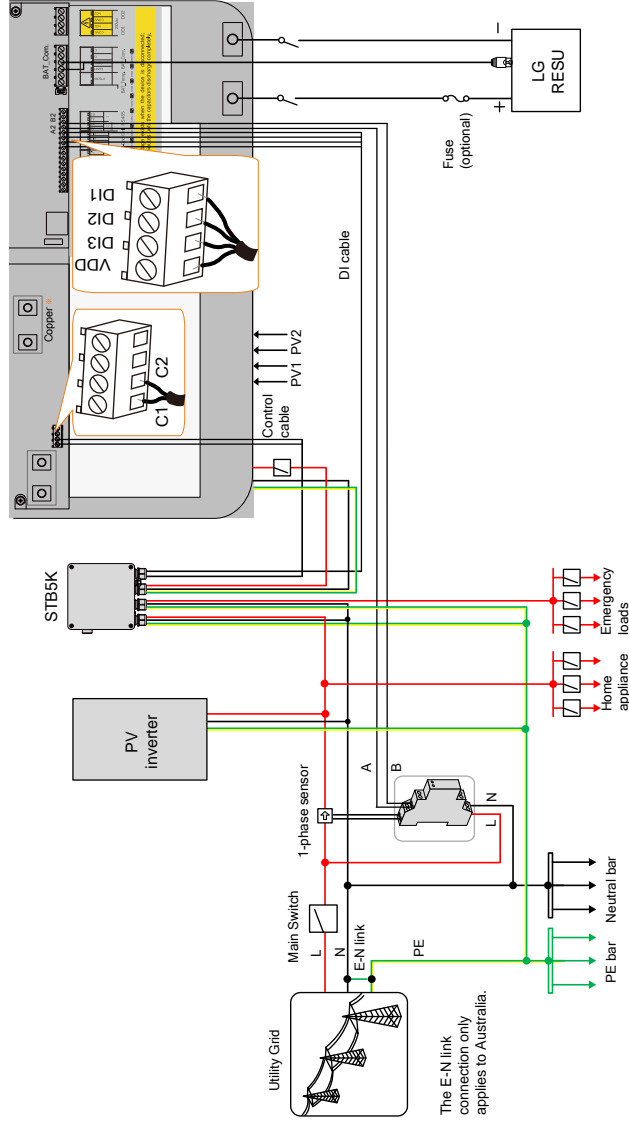 Utility Grid
The E-N link
connection only
applies to Australia.
Main Switch
L
N
E-N link
PE
PE bar
Neutral bar
1-phase sensor
A
B
L
N
PV
inverter
STB5K
Home
appliance
Emergency
loads
Control
cable
PV1
PV2
DI cable
C1
C2
VDD
DI3
DI2
DI1
Copper
A2 B2
BAT_Com.
Fuse
(optional)
+
−
LG
RESU